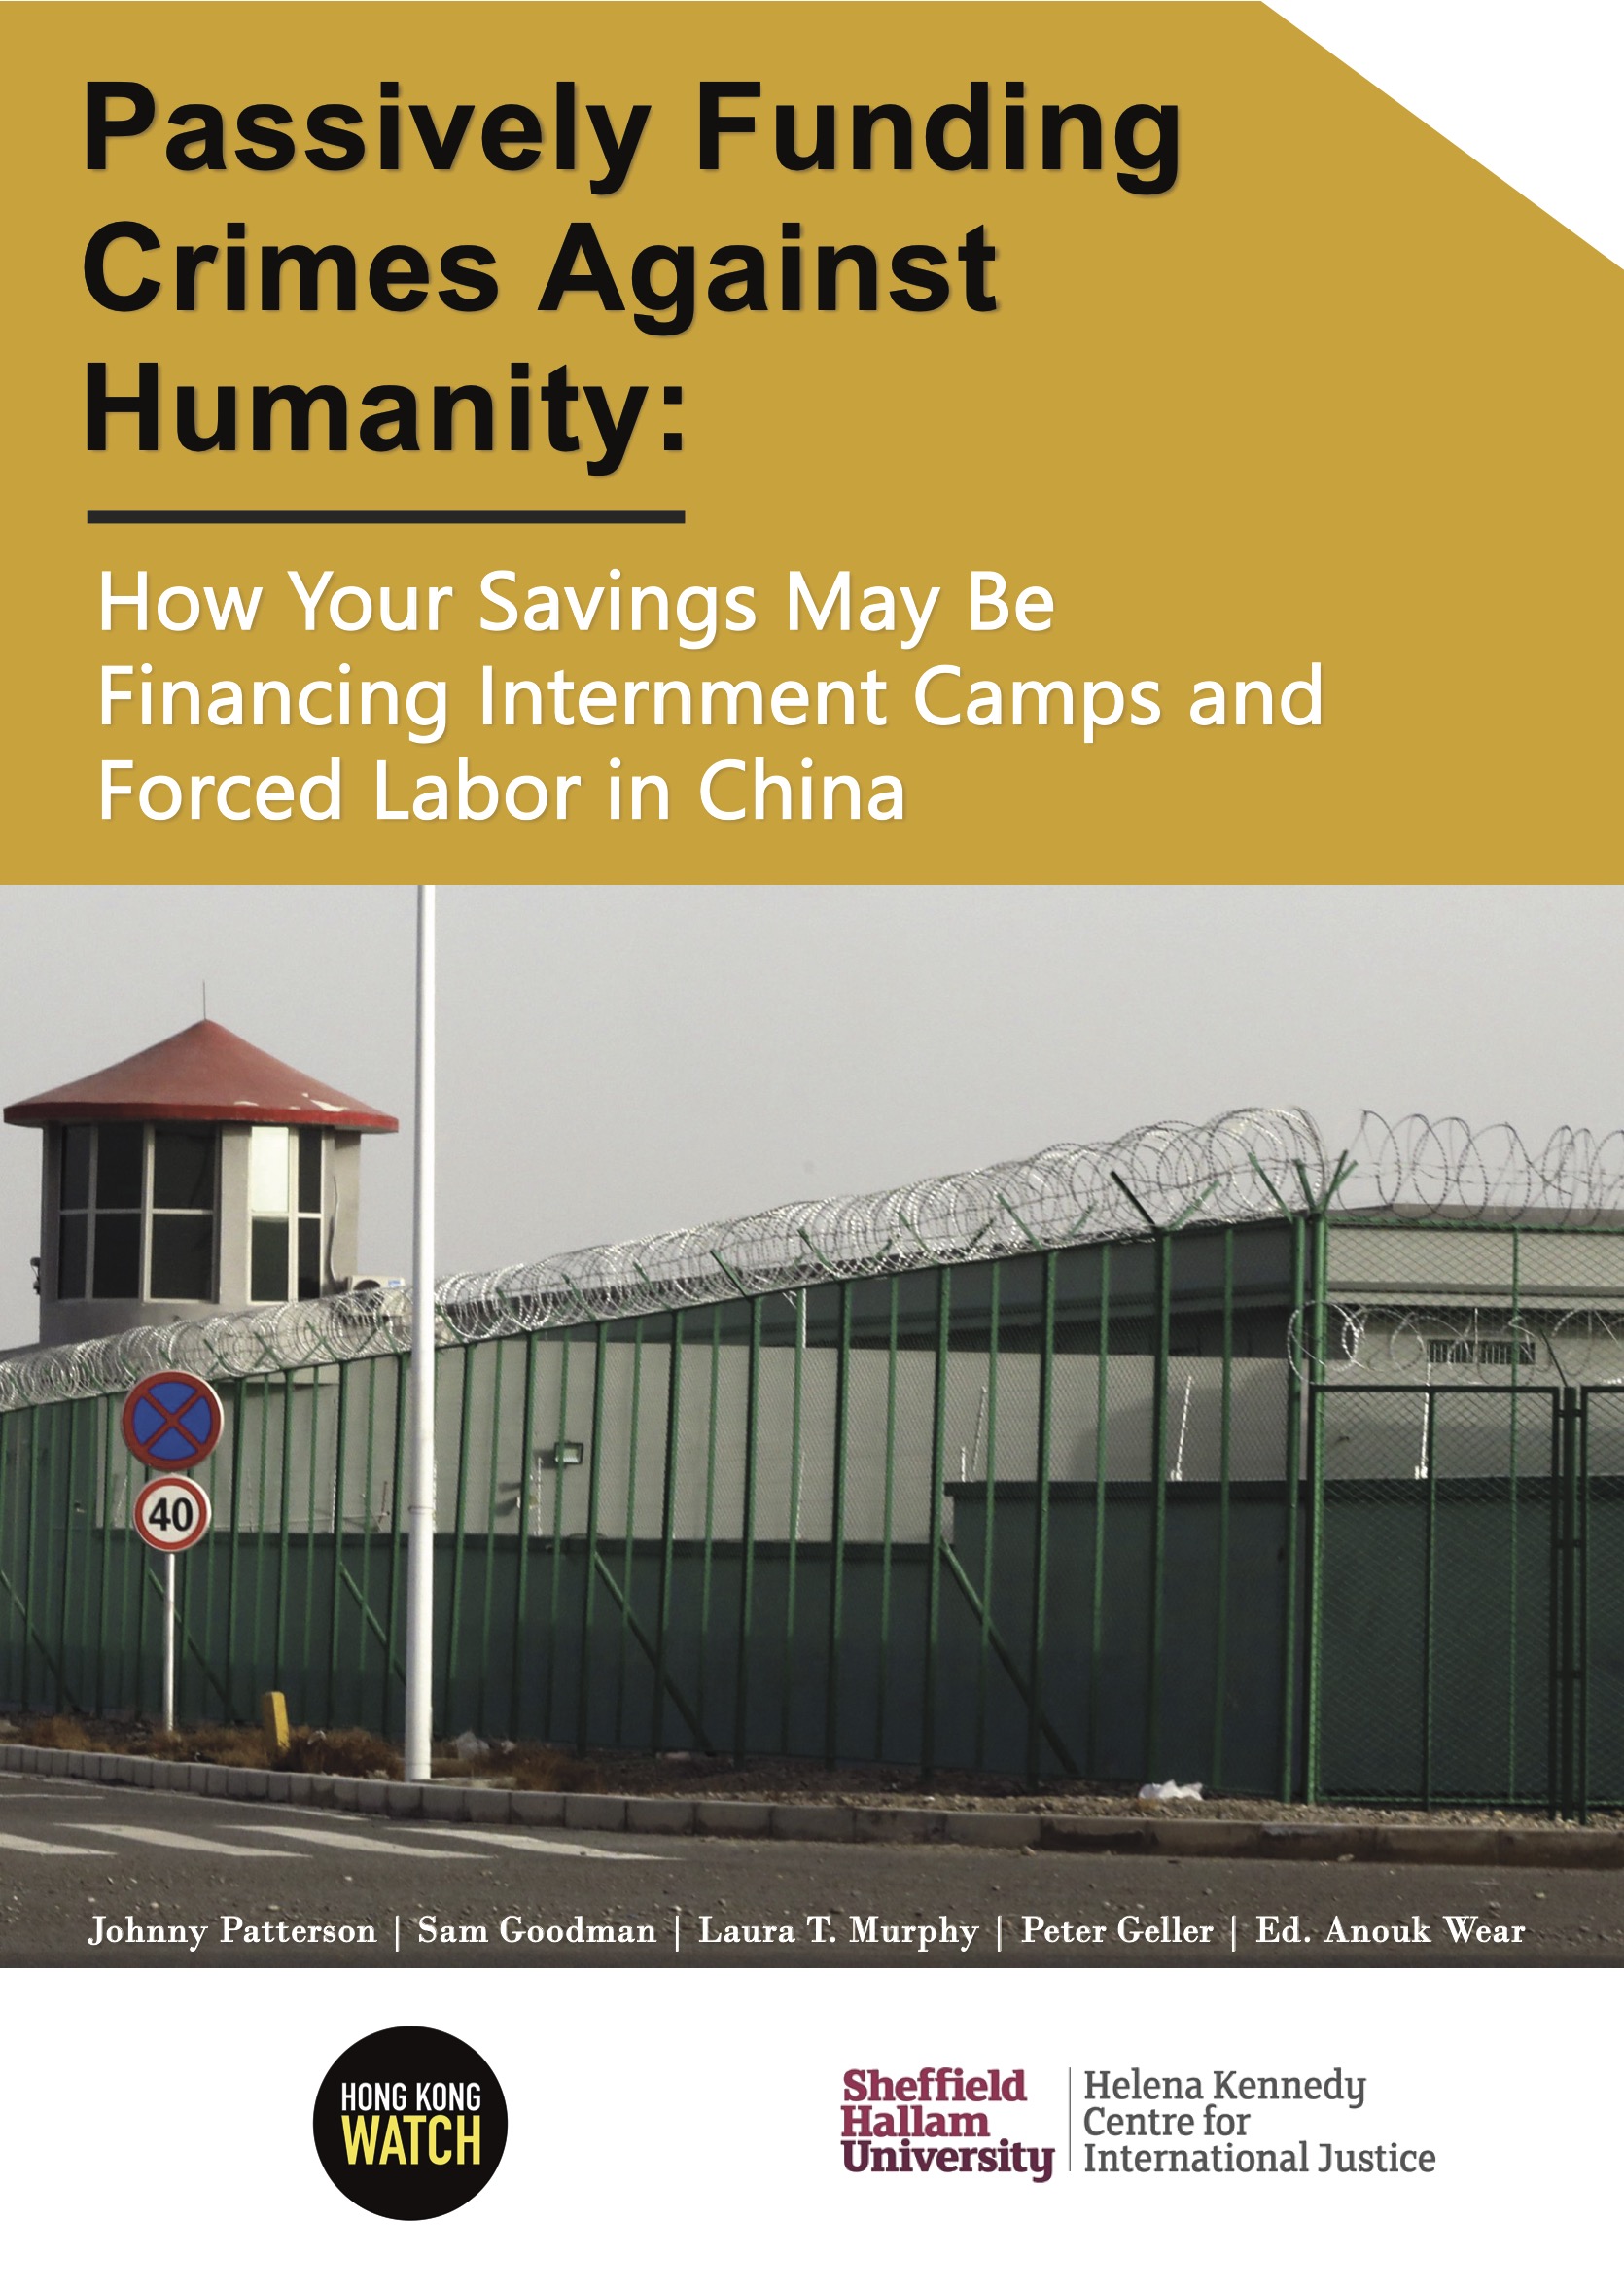 Passively Funding
Crimes Against
Humanity:
How Your Savings May Be
Financing Internment Camps and
Forced Labor in China
40
Johnny Patterson | Sam Goodman | Laura T. Murphy | Peter Geller | Ed. Anouk Wear
HONG KONG
WATCH
Sheffield
Hallam
University
Helena Kennedy
Centre for
International Justice